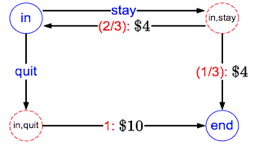 in
stay
in,stay
(2/3): $4
quit
(1/3): $4
in,quit
1: $10
end